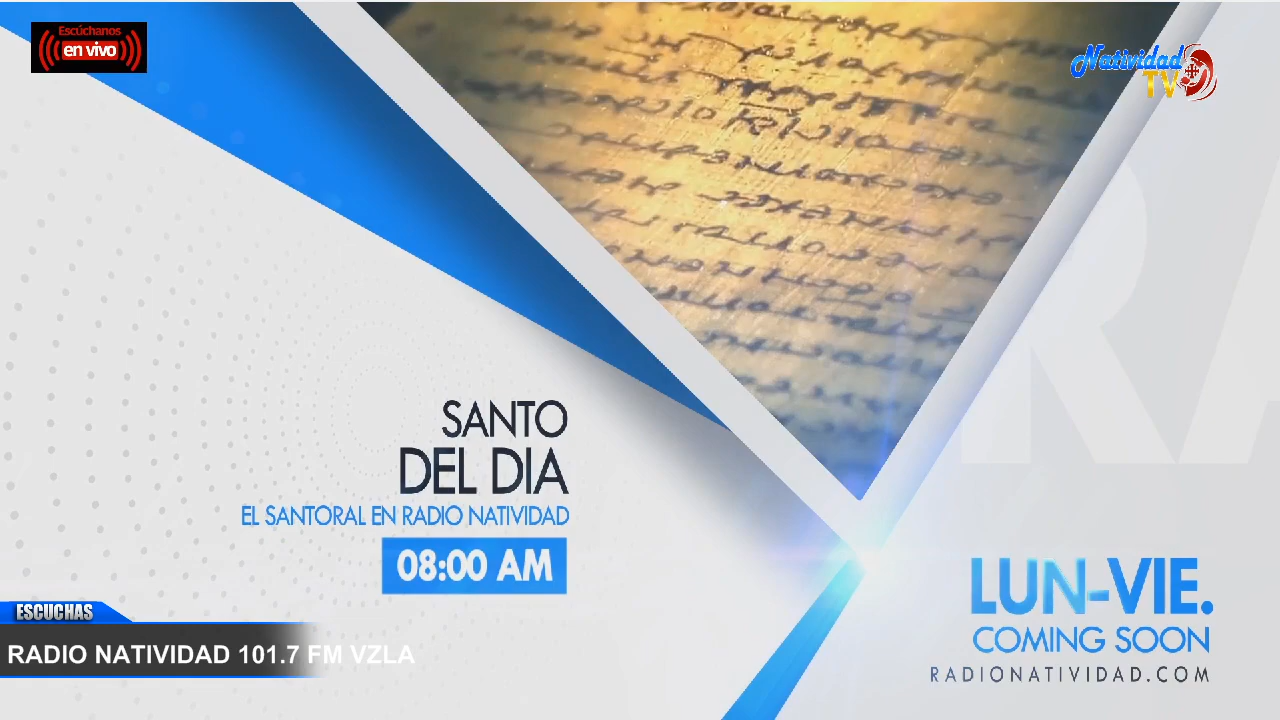 Escúchanos
en vivo
Natividad
TV
SANTO
DEL DIA
EL SANTORAL EN RADIO NATIVIDAD
08:00 AM
ESCUCHAS
RADIO NATIVIDAD 101.7 FM VZLA
LUN-VIE.
COMING SOON
RADIONATIVIDAD.COM
RA